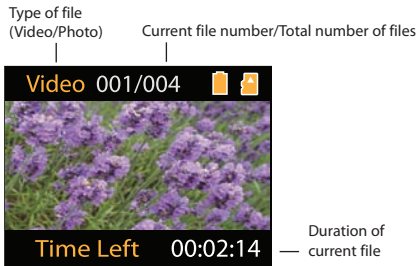 Type of file
(Video/Photo)
Current file number/Total number of files
Video 001/004
Time Left 00:02:14
Duration of
current file